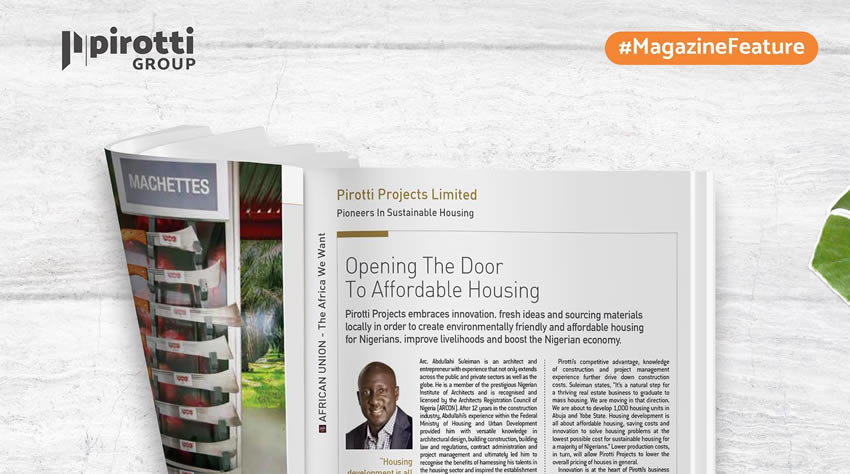 pirotti
GROUP
#MagazineFeature
MACHETTES
AFRICAN UNION - The Africa We Want
Pirotti Projects Limited
Pioneers In Sustainable Housing
Opening The Door
To Affordable Housing
Pirotti Projects embraces innovation, fresh ideas and sourcing materials
locally in order to create environmentally friendly and affordable housing
for Nigerians, improve livelihoods and boost the Nigerian economy.
Arc. Abdullahi Suleiman is an architect and
entrepreneur with experience that not only extends
across the public and private sectors as well as the
globe. He is a member of the prestigious Nigerian
Institute of Architects and is recognised and
licensed by the Architects Registration Council of
Nigeria (ARCON). After 12 years in the construction
industry, Abdullahi's experience within the Federal
Ministry of Housing and Urban Development
provided him with versatile knowledge in
architectural design, building construction, building
law and regulations, contract administration and
project management and ultimately led him to
recognise the benefits of harnessing his talents in
the housing sector and inspired the establishment
"Housing
development is all
Pirotti's competitive advantage, knowledge
of construction and project management
experience further drive down construction
costs. Suleiman states, "It's a natural step for
a thriving real estate business to graduate to
mass housing. We are moving in that direction.
We are about to develop 1,000 housing units in
Abuja and Yobe State. Housing development is
all about affordable housing, saving costs and
innovation to solve housing problems at the
lowest possible cost for sustainable housing for
a majority of Nigerians." Lower production costs,
in turn, will allow Pirotti Projects to lower the
overall pricing of houses in general.
Innovation is at the heart of Pirotti's business